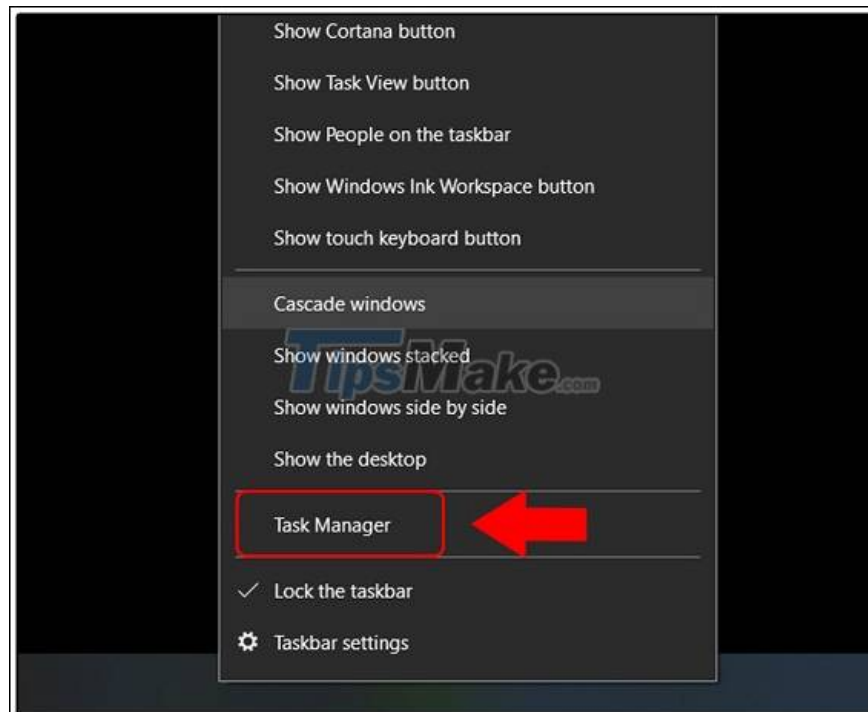 Show Cortana button
Show Task View button
Show People on the taskbar
Show Windows Ink Workspace button
Show touch keyboard button
Cascade windows
Show windows stacked
TipsMake.com
Show windows side by side
Show the desktop
Task Manager
Lock the taskbar
Taskbar settings